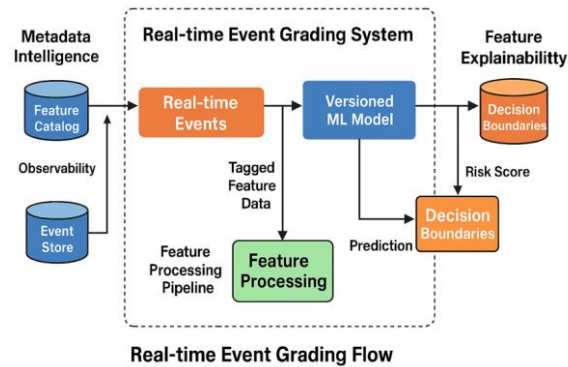 Metadata
Intelligence
Real-time Event Grading System
Feature
Explainabilitty
Feature
Catalog
Real-time
Events
Versioned
ML Model
Decision
Boundaries
Observability
Tagged
Feature
Data
Risk Score
Event
Store
Feature
Processing
Pipeline
Feature
Processing
Prediction
Decision
Boundaries
Real-time Event Grading Flow